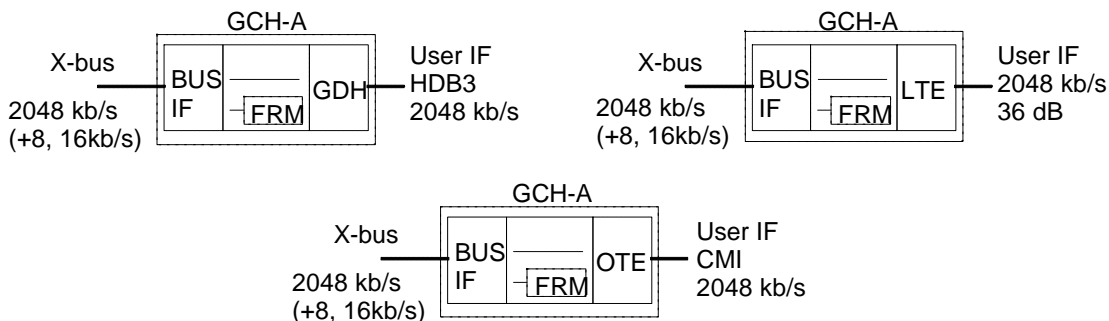 GCH-A
X-bus
2048 kb/s
(+8, 16kb/s)
BUS
IF
FRM
GDH
User IF
HDB3
2048 kb/s
GCH-A
X-bus
2048 kb/s
(+8, 16kb/s)
BUS
IF
FRM
LTE
User IF
2048 kb/s
36 dB
GCH-A
X-bus
2048 kb/s
(+8, 16kb/s)
BUS
IF
FRM
OTE
User IF
CMI
2048 kb/s